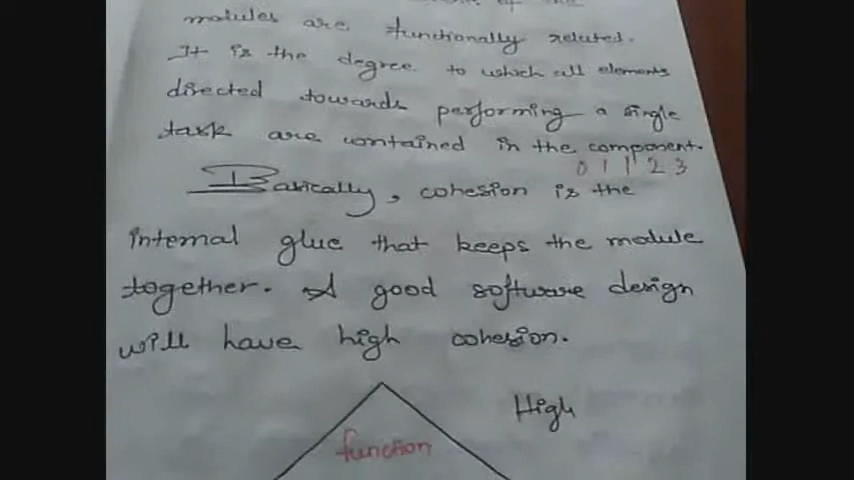 of the
modules are functionally related.
It is the degree to which all elements
directed towards performing a single
task are contained in the component.
0 1 1 2 3
Basically, cohesion is the
internal glue that keeps the module
together. A good software design
will have high cohesion.
High
function